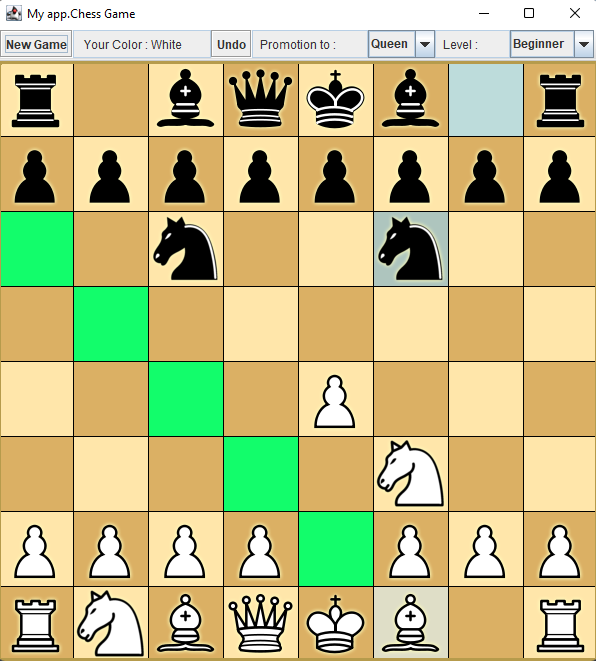 My app.Chess Game
New Game Your Color : White Undo Promotion to : Queen Level : Beginner